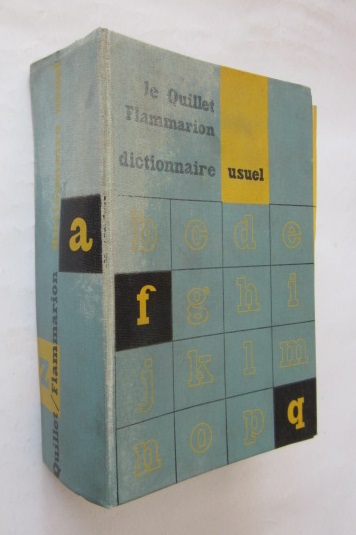 le Quillet
Flammarion
dictionnaire usuel
a b c d e
f g h i
j k l m
n o p q
Quillet/Flammarion